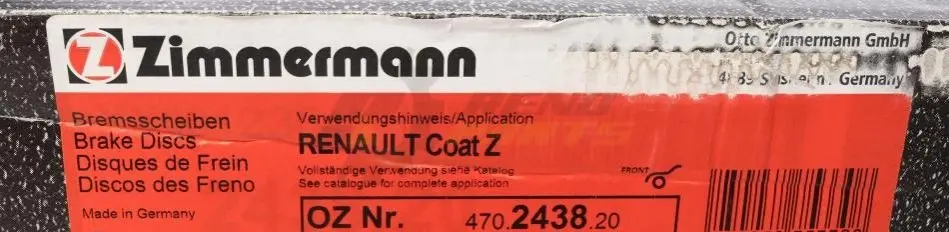 Zimmermann
Otto Zimmermann GmbH
Germany
Bremsscheiben
Brake Discs
Disques de Frein
Discos des Freno
Made in Germany
Verwendungshinweis/Application
RENAULT Coat Z
Vollständige Verwendung siehe Katalog
See catalogue for complete application
FRONT
OZ Nr. 470.2438.20